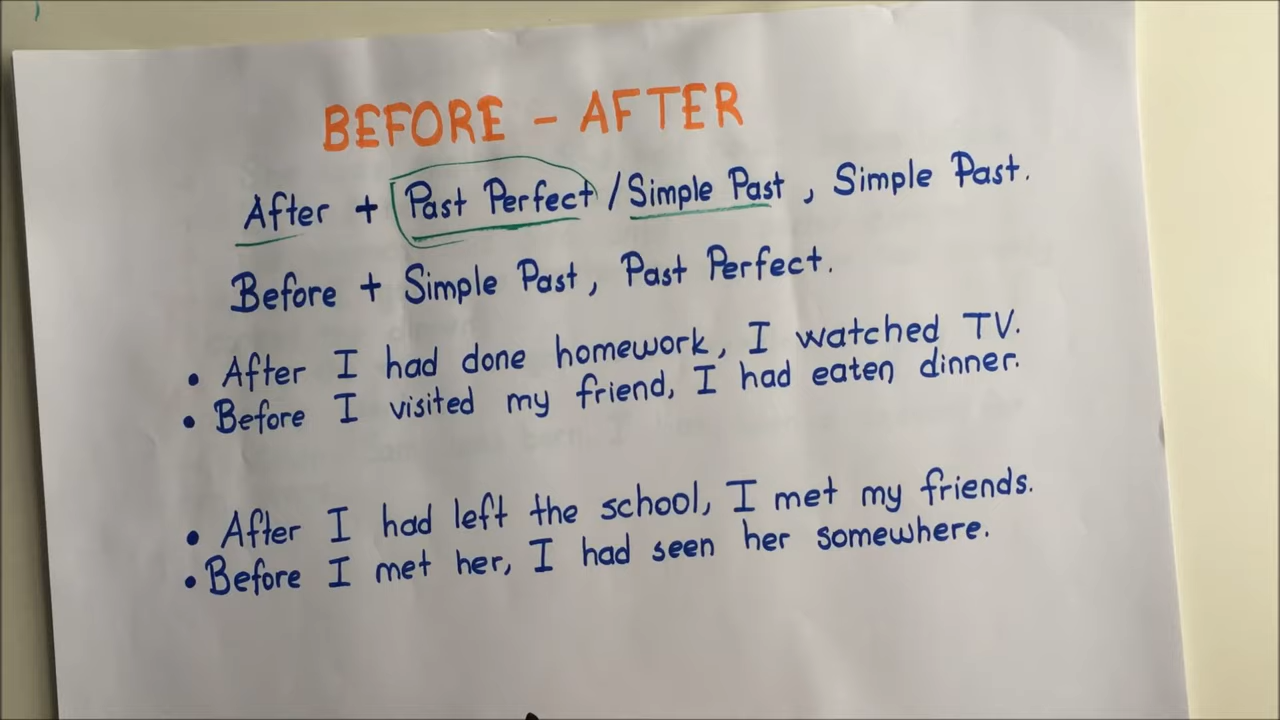 BEFORE - AFTER
After + Past Perfect / Simple Past , Simple Past.
Before + Simple Past, Past Perfect.
• After I had done homework, I watched TV.
• Before I visited my friend, I had eaten dinner.
• After I had left the school, I met my friends.
• Before I met her, I had seen her somewhere.